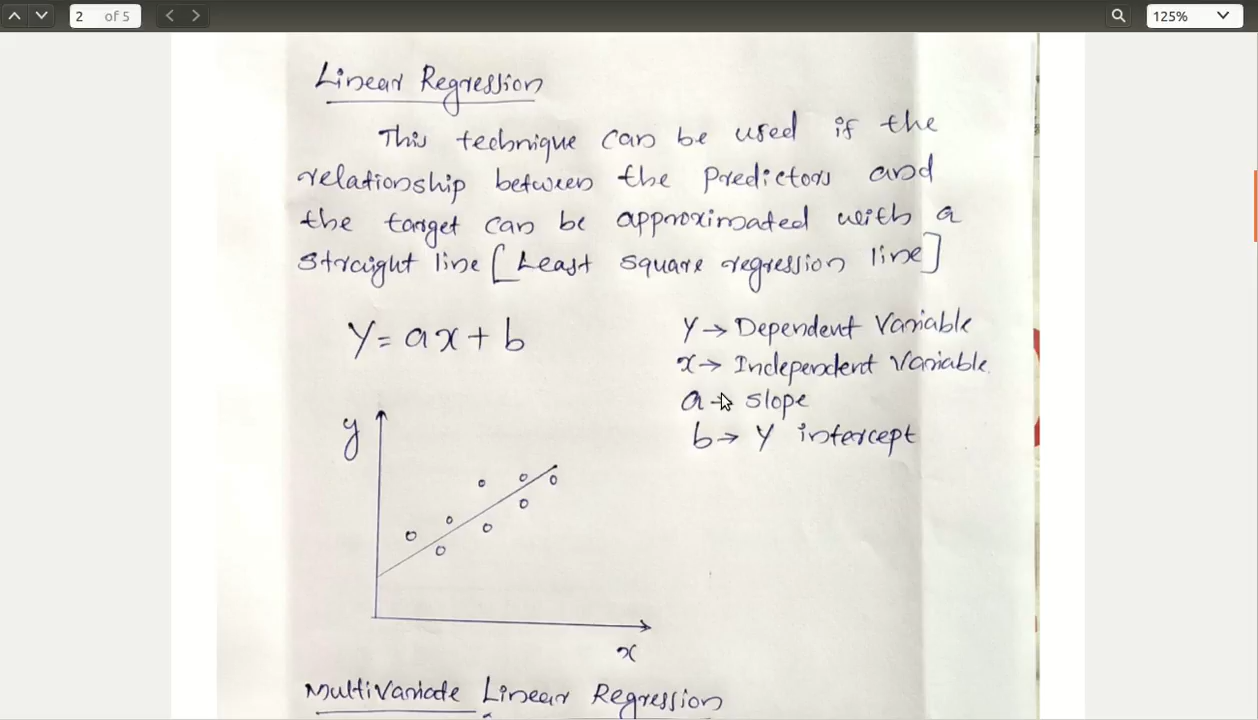 2 of 5
125%
Linear Regression
This technique can be used if the
relationship between the Predictors and
the target can be approximated with a
straight line [Least square regression line]
Y = ax + b
Y → Dependent Variable
x → Independent Variable.
a → slope
b → Y intercept
y
x
Multivariate Linear Regression